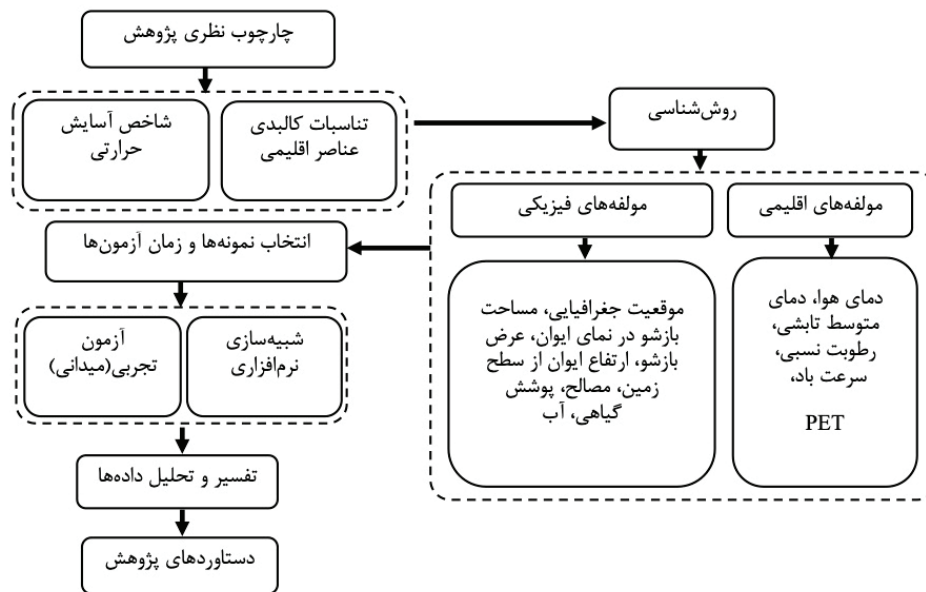 چارچوب نظری پژوهش
تناسبات کالبدی
عناصر اقلیمی
شاخص آسایش
حرارتی
روش‌شناسی
مولفه‌های اقلیمی
مولفه‌های فیزیکی
دمای هوا، دمای
متوسط تابشی،
رطوبت نسبی،
سرعت باد،
PET
موقعیت جغرافیایی، مساحت
بازشو در نمای ایوان، عرض
بازشو، ارتفاع ایوان از سطح
زمین، مصالح، پوشش
گیاهی، آب
انتخاب نمونه‌ها و زمان آزمون‌ها
شبیه‌سازی
نرم‌افزاری
آزمون
تجربی(میدانی)
تفسیر و تحلیل داده‌ها
دستاوردهای پژوهش